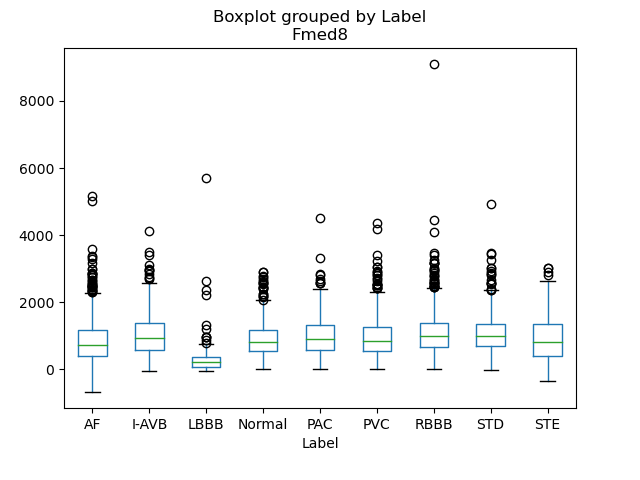 Boxplot grouped by Label
Fmed8
8000
6000
4000
2000
0
AF I-AVB LBBB Normal PAC PVC RBBB STD STE
Label